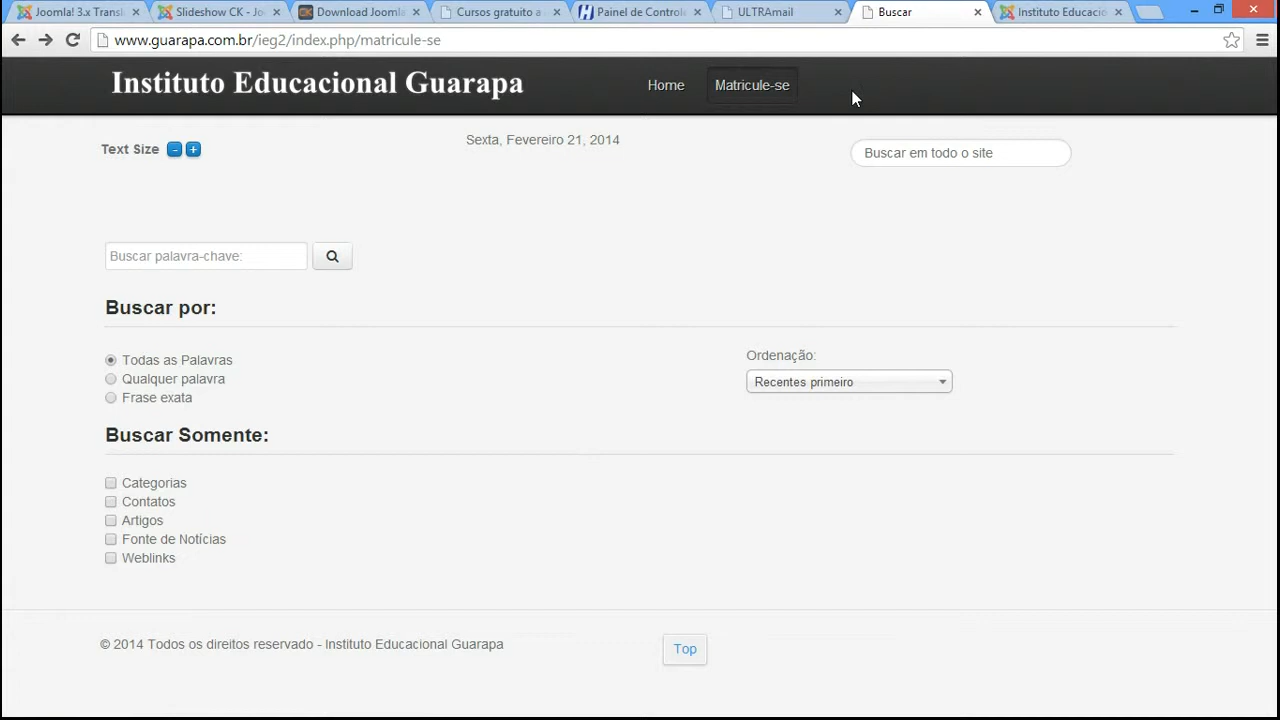 Joomla! 3.x Transl
Slideshow CK - Jo
Download Joomla
Cursos gratuito a
Painel de Control
ULTRAmail
Buscar
Instituto Educacio
www.guarapa.com.br/ieg2/index.php/matricule-se
Instituto Educacional Guarapa
Home
Matricule-se
Text Size - +
Sexta, Fevereiro 21, 2014
Buscar em todo o site
Buscar palavra-chave:
Buscar por:
Todas as Palavras
Qualquer palavra
Frase exata
Ordenação:
Recentes primeiro
Buscar Somente:
Categorias
Contatos
Artigos
Fonte de Notícias
Weblinks
© 2014 Todos os direitos reservado - Instituto Educacional Guarapa
Top